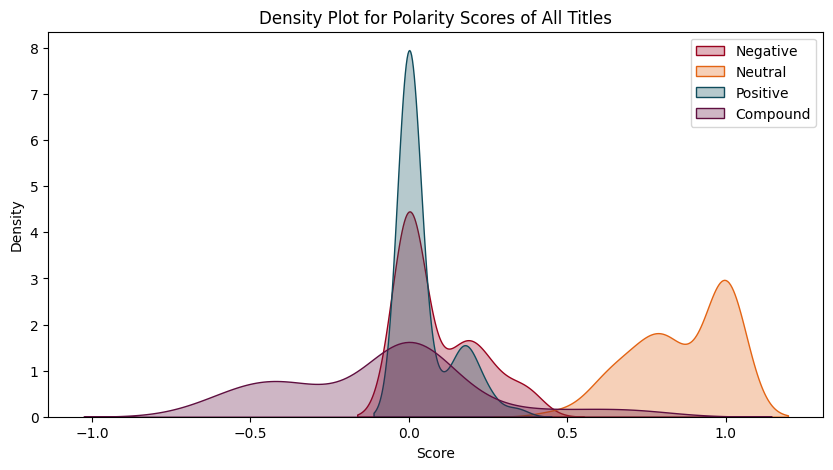 Density Plot for Polarity Scores of All Titles
Negative
Neutral
Positive
Compound
Density
8
7
6
5
4
3
2
1
0
−1.0 −0.5 0.0 0.5 1.0
Score